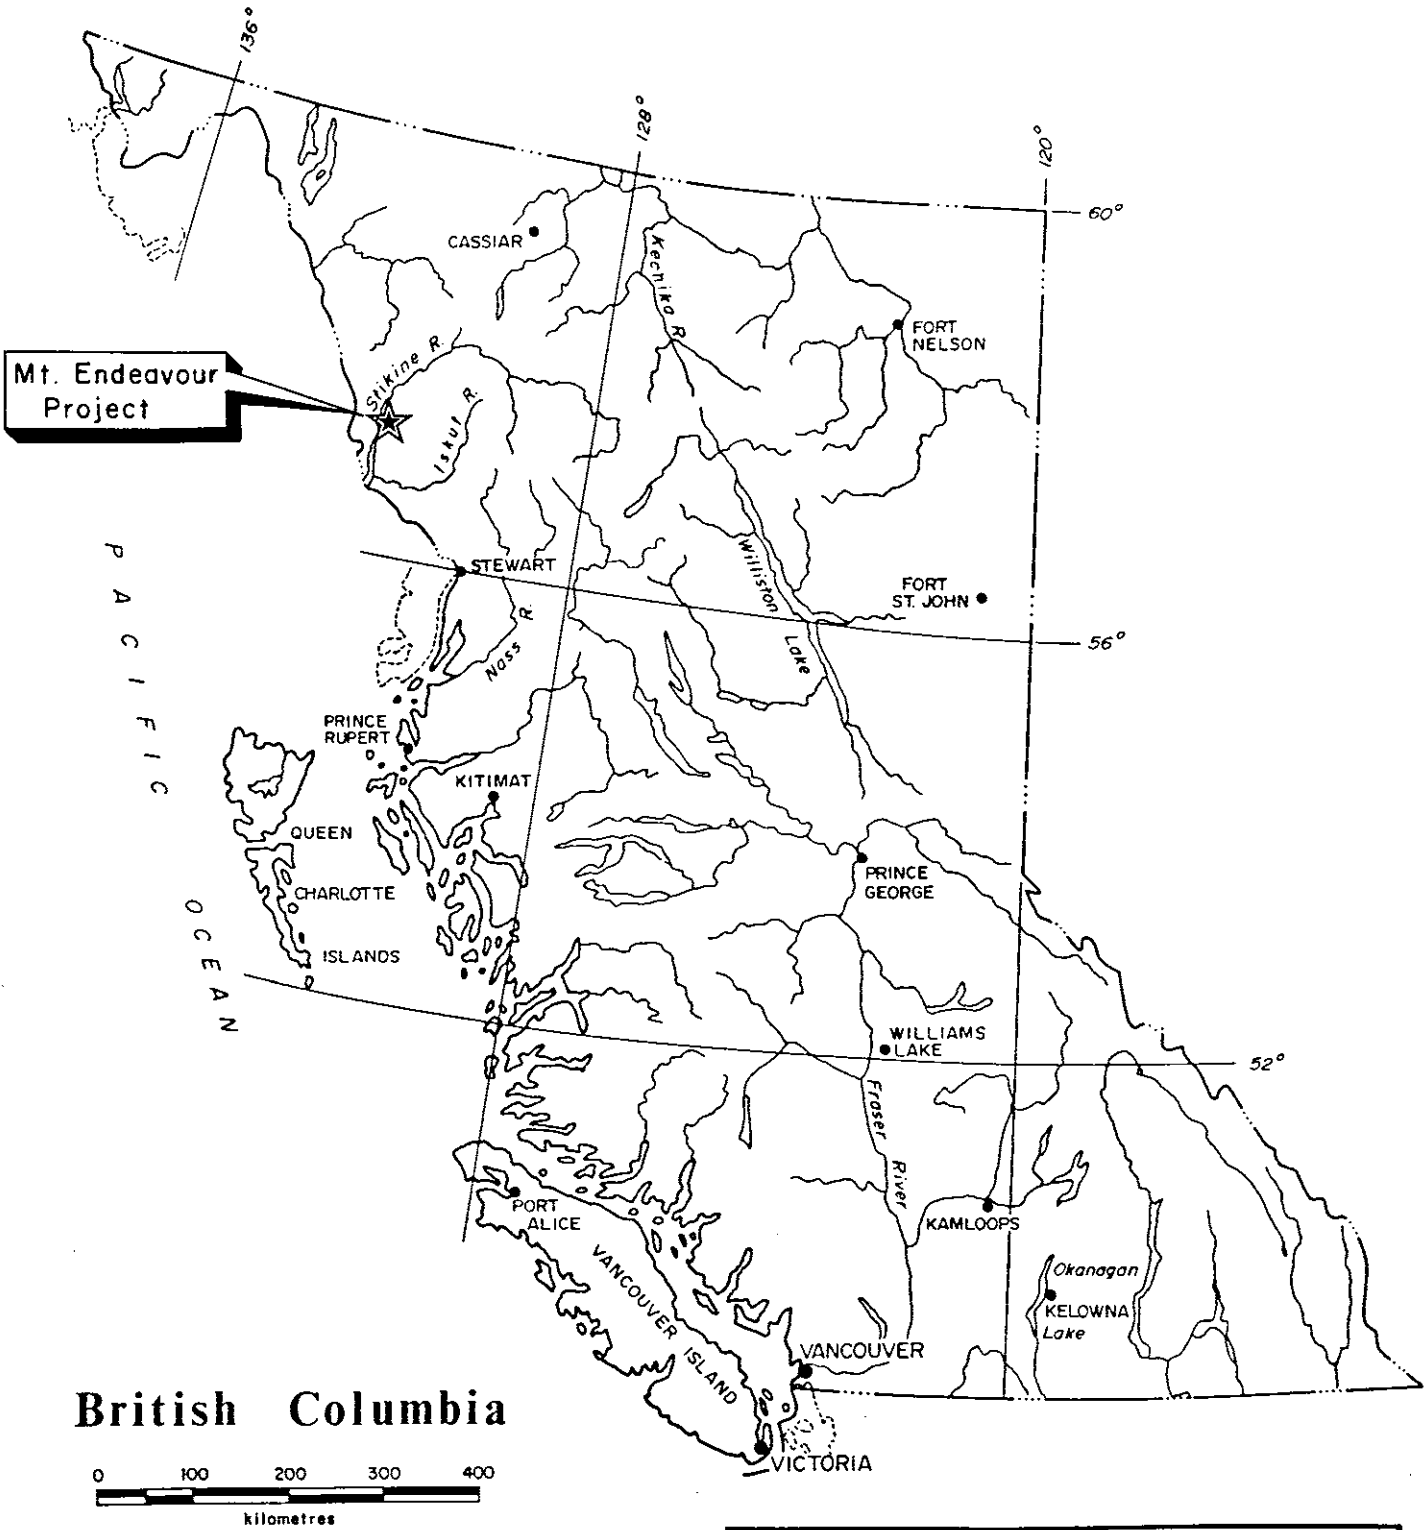 136°
128°
120°
60°
CASSIAR
Kechika R.
FORT
NELSON
Mt. Endeavour
Project
Stikine R.
Iskut R.
PACIFIC
OCEAN
STEWART
Nass R.
Williston
Lake
FORT
ST. JOHN
56°
PRINCE
RUPERT
KITIMAT
QUEEN
CHARLOTTE
ISLANDS
PRINCE
GEORGE
WILLIAMS
LAKE
52°
Fraser
River
PORT
ALICE
KAMLOOPS
VANCOUVER
ISLAND
Okanagan
KELOWNA
Lake
VANCOUVER
VICTORIA
British Columbia
0 100 200 300 400
kilometres